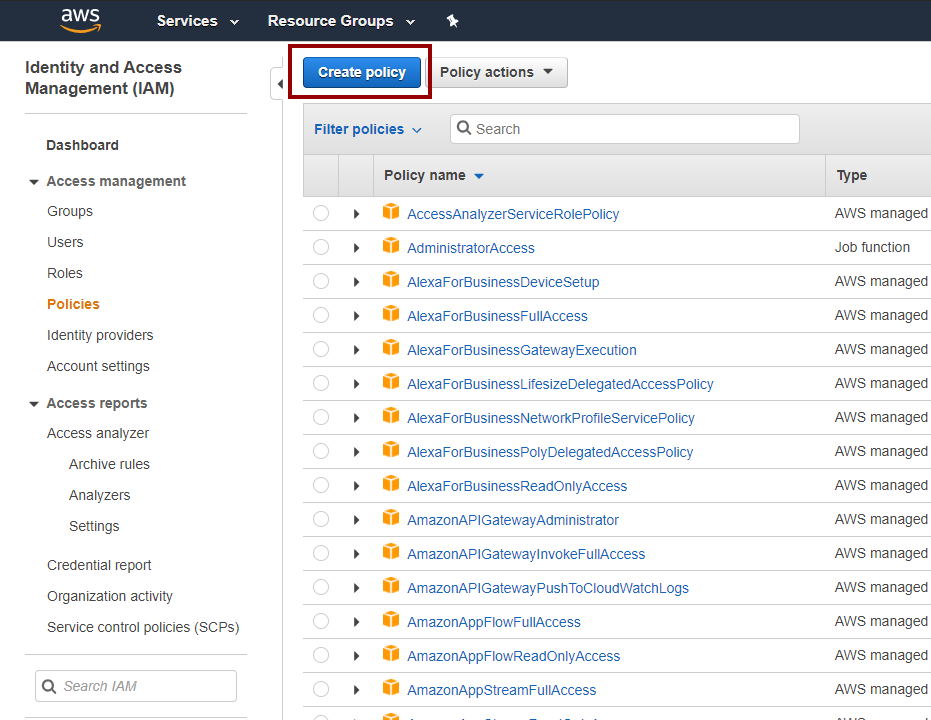 aws Services Resource Groups
Identity and Access
Management (IAM)
Dashboard
Access management
Groups
Users
Roles
Policies
Identity providers
Account settings
Access reports
Access analyzer
Archive rules
Analyzers
Settings
Credential report
Organization activity
Service control policies (SCPs)
Search IAM
Create policy Policy actions
Filter policies Search
Policy name Type
AccessAnalyzerServiceRolePolicy AWS managed
AdministratorAccess Job function
AlexaForBusinessDeviceSetup AWS managed
AlexaForBusinessFullAccess AWS managed
AlexaForBusinessGatewayExecution AWS managed
AlexaForBusinessLifesizeDelegatedAccessPolicy AWS managed
AlexaForBusinessNetworkProfileServicePolicy AWS managed
AlexaForBusinessPolyDelegatedAccessPolicy AWS managed
AlexaForBusinessReadOnlyAccess AWS managed
AmazonAPIGatewayAdministrator AWS managed
AmazonAPIGatewayInvokeFullAccess AWS managed
AmazonAPIGatewayPushToCloudWatchLogs AWS managed
AmazonAppFlowFullAccess AWS managed
AmazonAppFlowReadOnlyAccess AWS managed
AmazonAppStreamFullAccess AWS managed